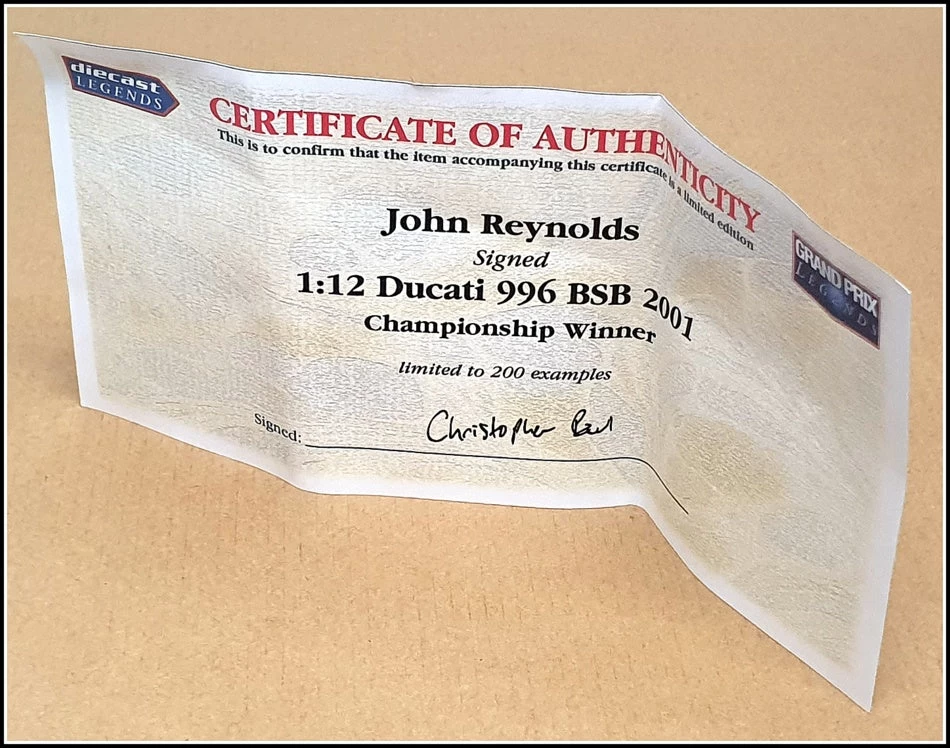 diecast
LEGENDS
CERTIFICATE OF AUTHENTICITY
This is to confirm that the item accompanying this certificate is a limited edition
GRAND PRIX
LEGENDS
John Reynolds
Signed
1:12 Ducati 996 BSB 2001
Championship Winner
limited to 200 examples
Signed: Christopher Paul